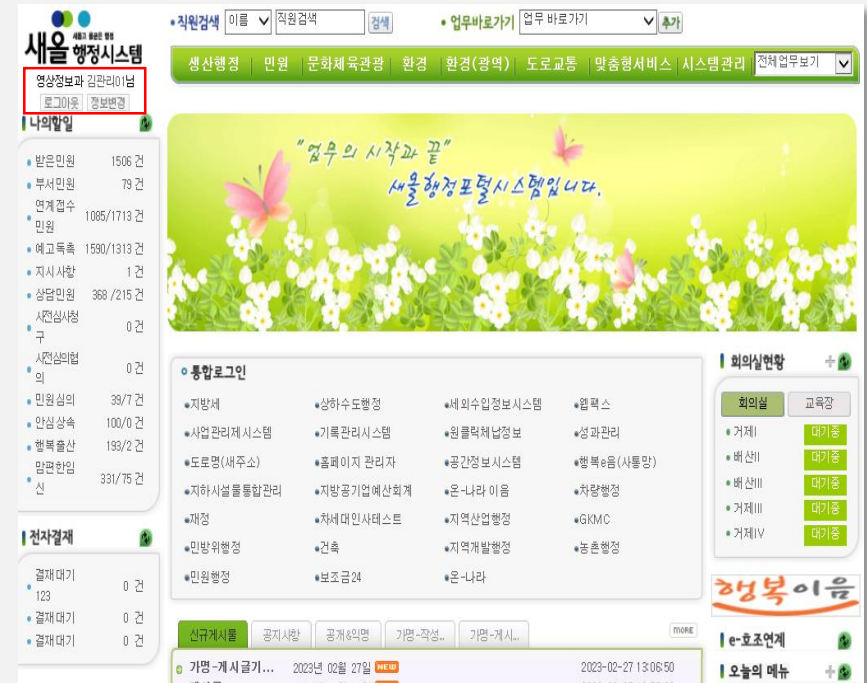 •직원검색 이름 직원검색 검색 •업무바로가기 업무 바로가기 추가
새올 행정시스템
생산행정 민원 문화체육관광 환경 환경(광역) 도로교통 맞춤형서비스 시스템관리 전체업무보기
영상정보과 김관리01님
로그아웃 정보변경
나의할일
받은민원 1506 건
부서민원 79 건
연계접수
민원 1085/1713 건
예고독촉 1590/1313 건
지시사항 1 건
상담민원 368 /215 건
사전심사청
구 0 건
사전심의협
의 0 건
민원심의 39/7 건
안심상속 100/0 건
행복출산 193/2 건
맘편한임
신 331/75 건
전자결재
결재대기
123 0 건
결재대기 0 건
결재대기 0 건
"업무의 시작과 끝"
새올행정포털시스템입니다.
통합로그인
지방세 상하수도행정 세외수입정보시스템 웹팩스
사업관리제시스템 기록관리시스템 원클릭체납정보 성과관리
도로명(새주소) 홈페이지 관리자 공간정보시스템 행복e음(사통망)
지하시설물통합관리 지방공기업예산회계 온-나라 이음 차량행정
재정 차세대인사테스트 지역산업행정 GKMC
민방위행정 건축 지역개발행정 농촌행정
민원행정 보조금24 온-나라
신규게시물 공지사항 공개&익명 가명-작성.. 가명-게시... more
가명-게시글기... 2023년 02월 27일 NEW 2023-02-27 13:06:50
회의실현황
회의실 교육장
거제I 대기중
배산II 대기중
배산III 대기중
거제III 대기중
거제IV 대기중
행복이음
e-호조연계
오늘의 메뉴